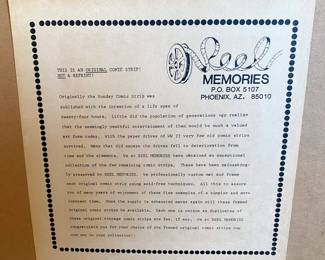 THIS IS AN ORIGINAL COMIC STRIP!
NOT A REPRINT!
Reel
MEMORIES
P.O. BOX 5107
PHOENIX, AZ. 85010
Originally the Sunday Comic Strip was
published with the intention of a life span of
twenty-four hours. Little did the population of generations ago realize
that the seemingly youthful entertainment of them would be such a valued
art form today. With the paper drives of WW II very few old comic strips
survived. Many that did escape the drives fell to deterioration from
time and the elements. We at REEL MEMORIES have obtained an exceptional
collection of the few remaining comic strips. These have been painstaking-
ly preserved by REEL MEMORIES. We professionally custom-mat and frame
each original comic strip using acid-free techniques. All this to assure
you of many years of enjoyment of these fine examples of a simpler and more
innocent time. Once the supply is exhausted never again will these framed
original comic strips be available. Each one is unique as duplicates of
these original vintage comic strips are few, if any. We at REEL MEMORIES
congratulate you for your choice of the framed original comic strips you
can now be your collection!